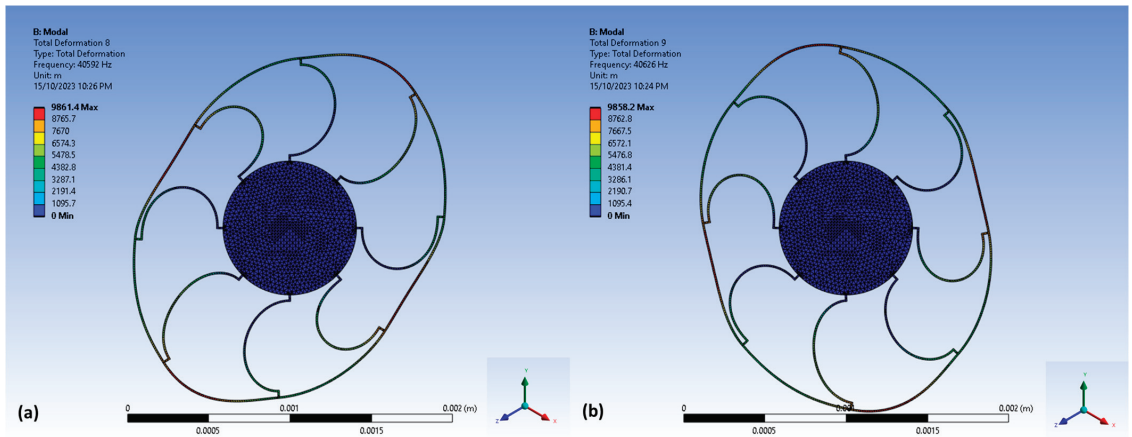 B: Modal
Total Deformation 8
Type: Total Deformation
Frequency: 40592 Hz
Unit: m
15/10/2023 10:26 PM
9861.4 Max
8765.7
7670
6574.3
5478.5
4382.8
3287.1
2191.4
1095.7
0 Min
(a)
0
0.001
0.002 (m)
0.0005
0.0015
Y
Z
X
B: Modal
Total Deformation 9
Type: Total Deformation
Frequency: 40626 Hz
Unit: m
15/10/2023 10:24 PM
9858.2 Max
8762.8
7667.5
6572.1
5476.8
4381.4
3286.1
2190.7
1095.4
0 Min
(b)
0
0.001
0.002 (m)
0.0005
0.0015
Y
Z
X